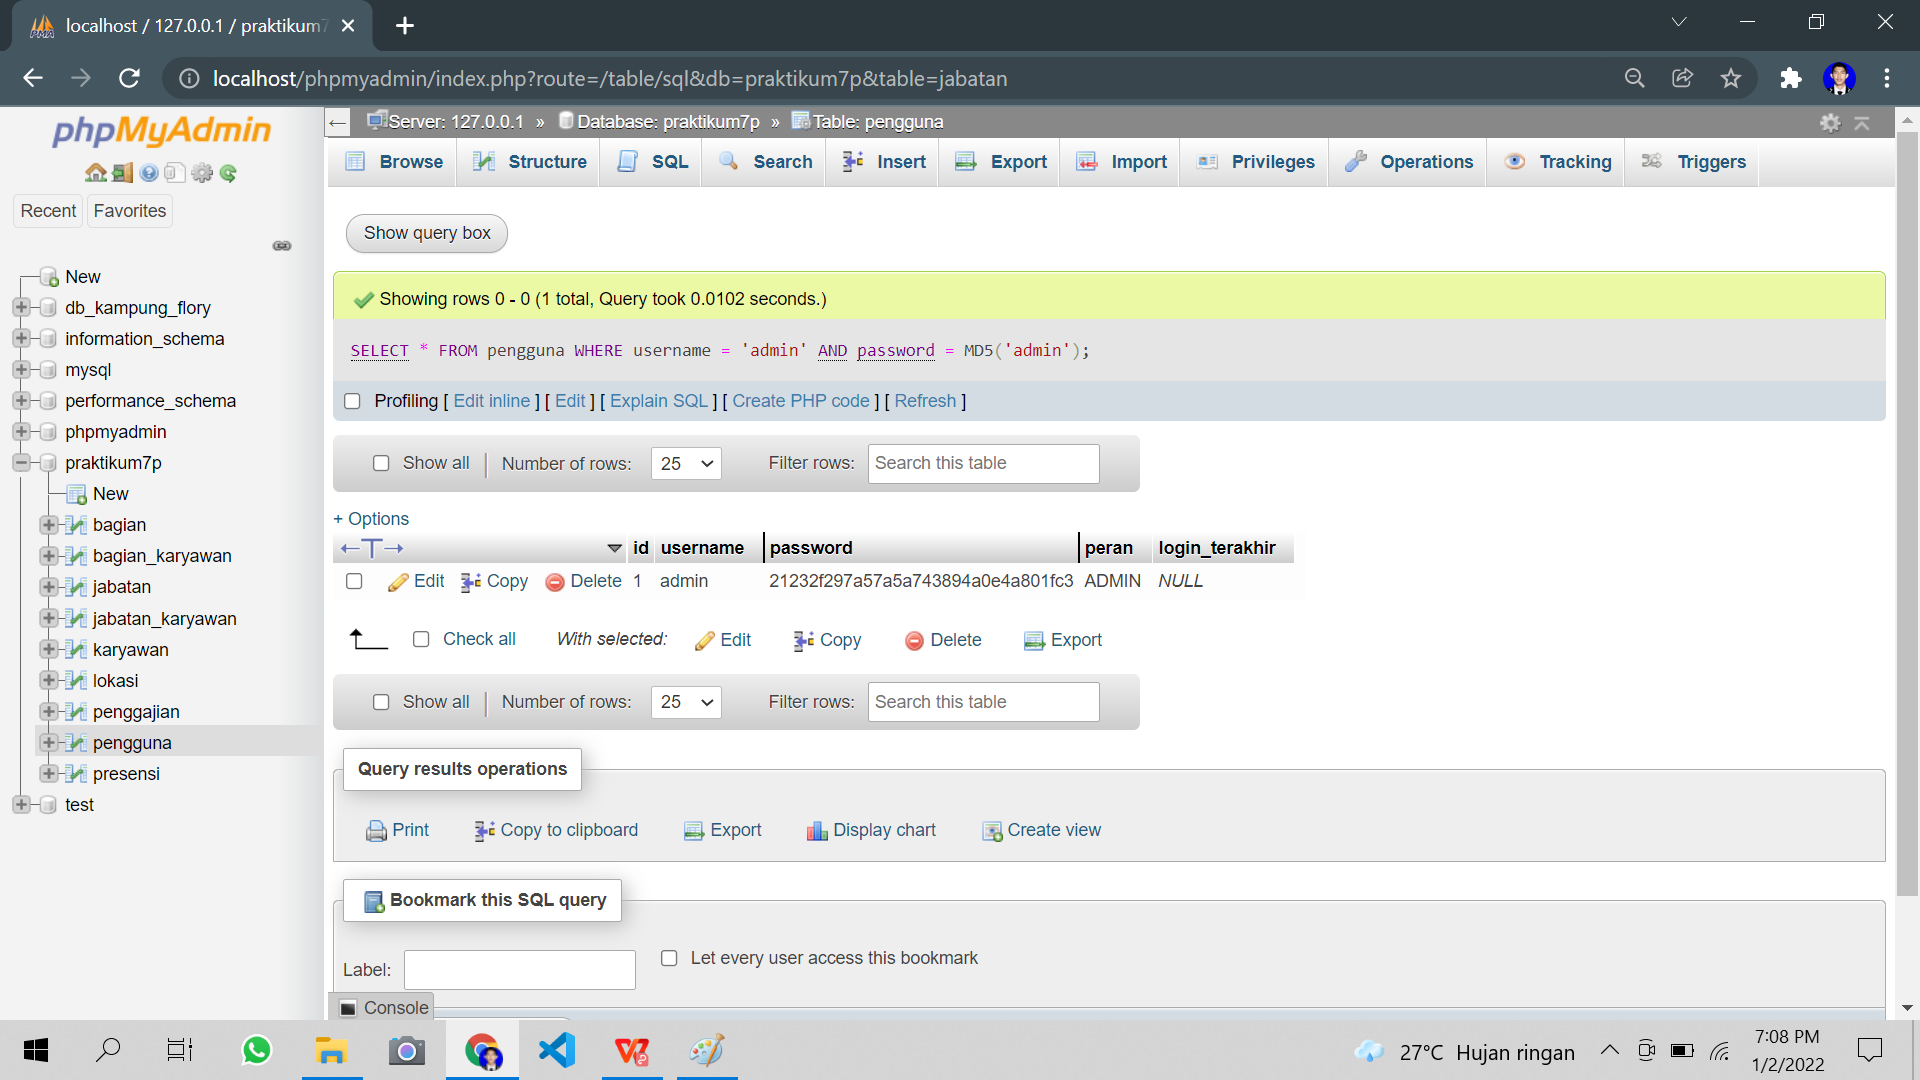 localhost / 127.0.0.1 / praktikum7
localhost/phpmyadmin/index.php?route=/table/sql&db=praktikum7p&table=jabatan
phpMyAdmin
Recent
Favorites
New
db_kampung_flory
information_schema
mysql
performance_schema
phpmyadmin
praktikum7p
New
bagian
bagian_karyawan
jabatan
jabatan_karyawan
karyawan
lokasi
penggajian
pengguna
presensi
test
Server: 127.0.0.1 » Database: praktikum7p » Table: pengguna
Browse Structure SQL Search Insert Export Import Privileges Operations Tracking Triggers
Show query box
Showing rows 0 - 0 (1 total, Query took 0.0102 seconds.)
SELECT * FROM pengguna WHERE username = 'admin' AND password = MD5('admin');
Profiling [ Edit inline ] [ Edit ] [ Explain SQL ] [ Create PHP code ] [ Refresh ]
Show all | Number of rows: 25 Filter rows: Search this table
+ Options
←T→ id username password peran login_terakhir
Edit Copy Delete 1 admin 21232f297a57a5a743894a0e4a801fc3 ADMIN NULL
Check all With selected: Edit Copy Delete Export
Show all | Number of rows: 25 Filter rows: Search this table
Query results operations
Print Copy to clipboard Export Display chart Create view
Bookmark this SQL query
Label: Let every user access this bookmark
Console
27°C Hujan ringan
7:08 PM
1/2/2022